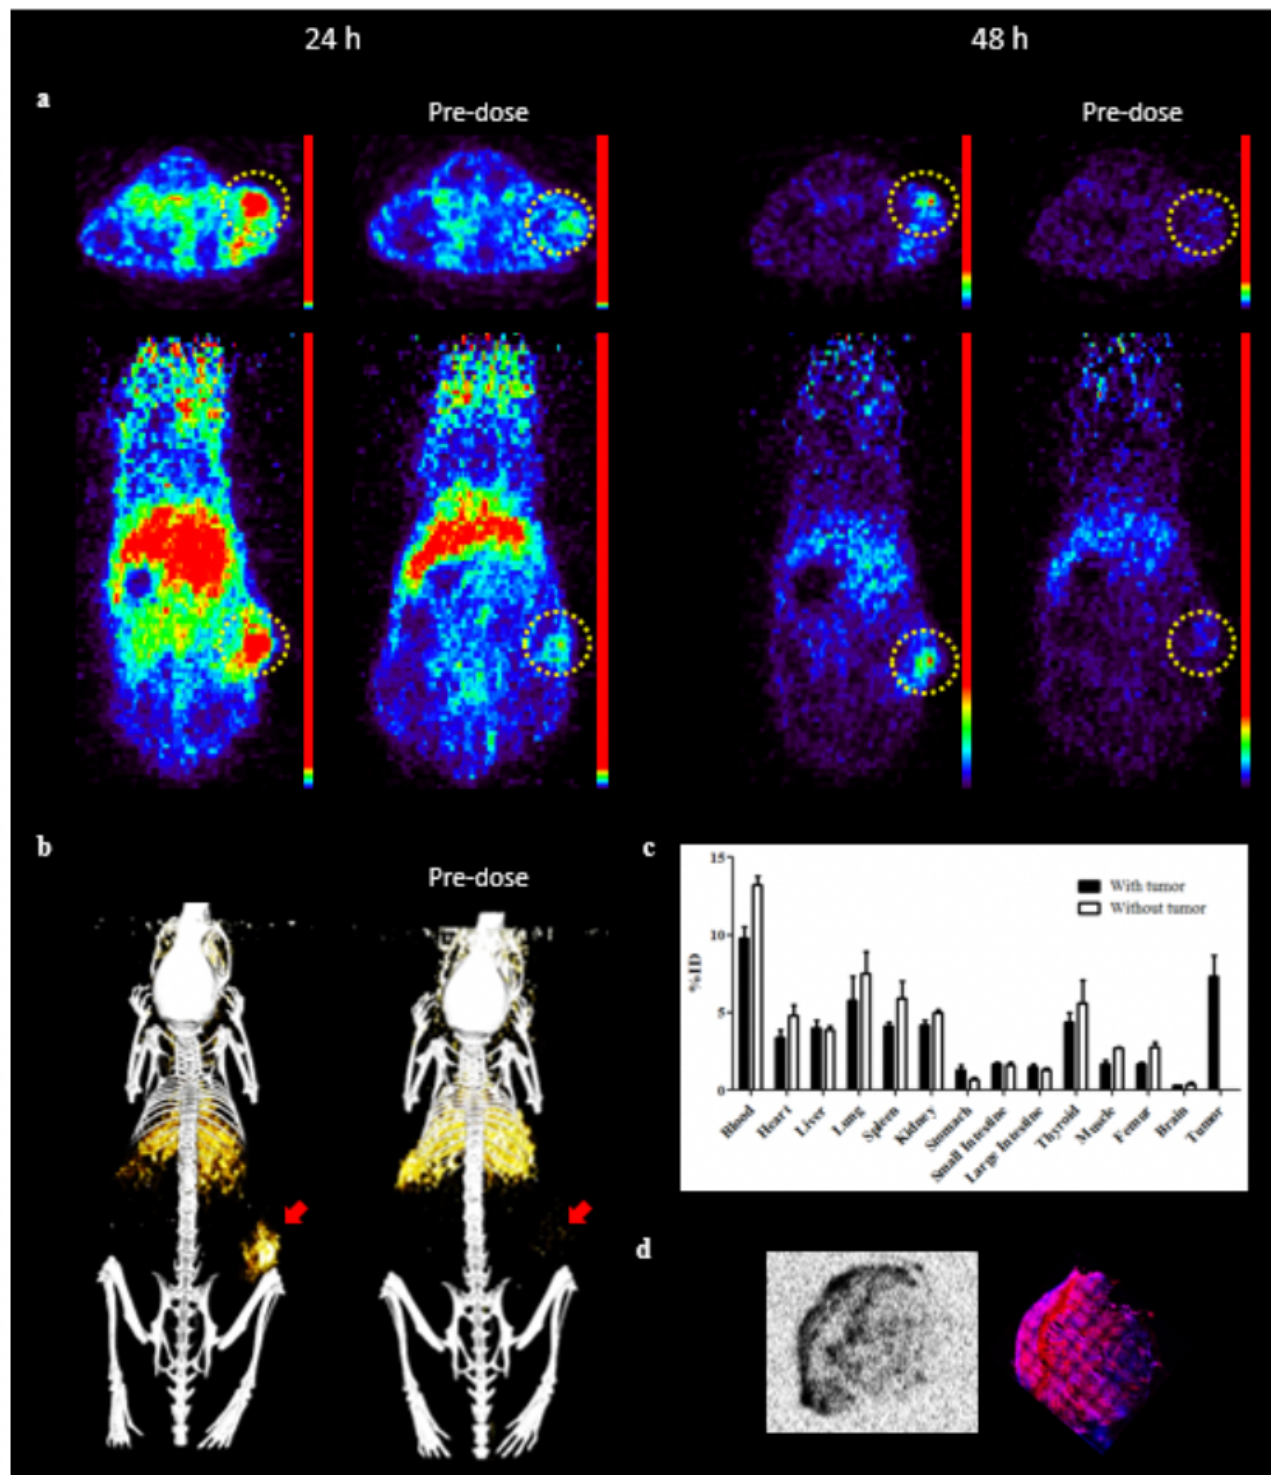 24 h
48 h
a
Pre-dose
Pre-dose
b
Pre-dose
c
15
10
5
0
%ID
With tumor
Without tumor
Blood
Heart
Liver
Lung
Spleen
Kidney
Stomach
Small Intestine
Large Intestine
Thyroid
Muscle
Femur
Brain
Tumor
d